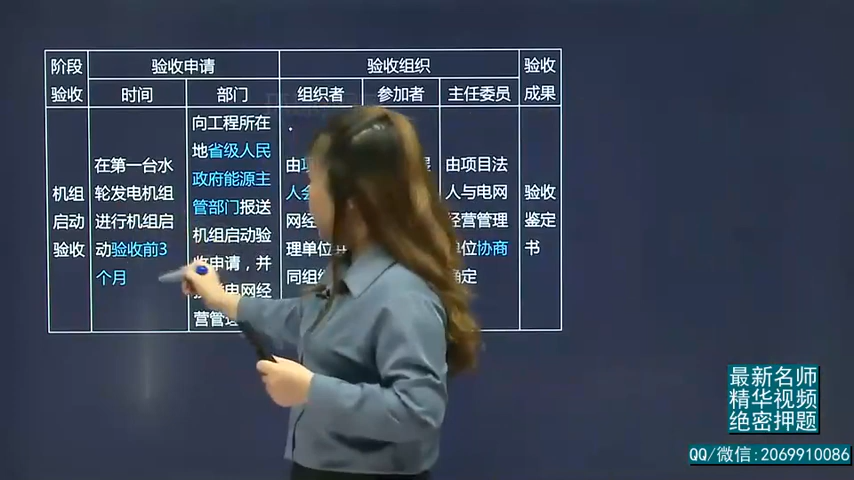 阶段
验收
验收申请
验收组织
验收
成果
时间
部门
组织者
参加者
主任委员
机组
启动
验收
在第一台水
轮发电机组
进行机组启
动验收前3
个月
向工程所在
地省级人民
政府能源主
管部门报送
机组启动验
收申请，并
电网经
营管
由
人会
网经
理单位
同组
由项目法
人与电网
经营管理
单位协商
确定
验收
鉴定
书
最新名师
精华视频
绝密押题
QQ/微信:2069910086